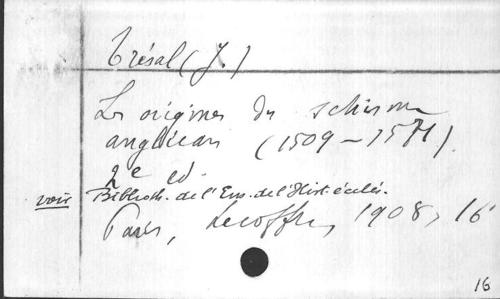 Trésal (J.)
Les origines du schisme
anglican (1509-1571).
2e éd.
voir Biblioth. de l'Ens. de l'Hist. ecclés.
Paris, Lecoffre, 1908, 16°
16